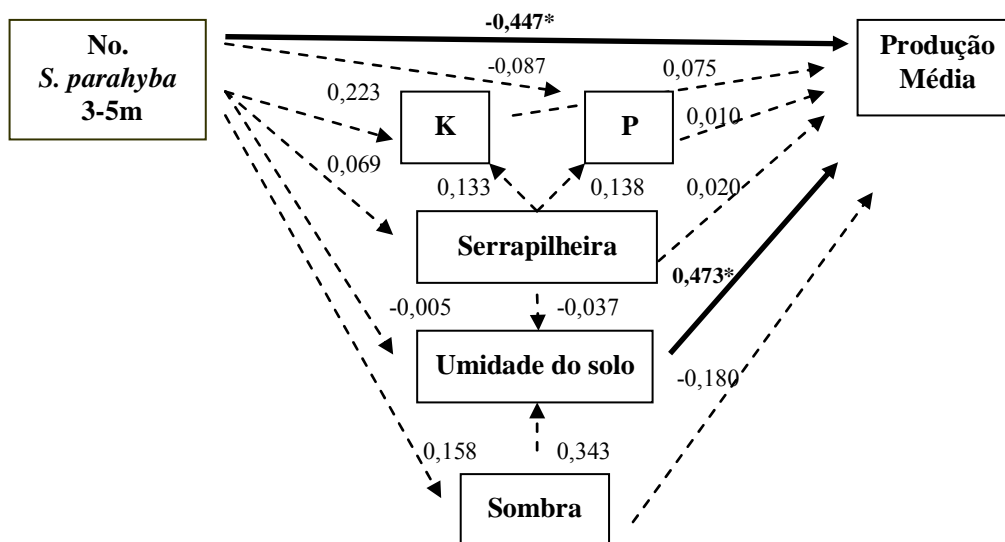 No.
S. parahyba
3-5m
-0,447*
Produção
Média
-0,087
0,075
0,223
K
P
0,010
0,069
0,133
0,138
0,020
Serrapilheira
0,473*
-0,005
-0,037
Umidade do solo
-0,180
0,158
0,343
Sombra